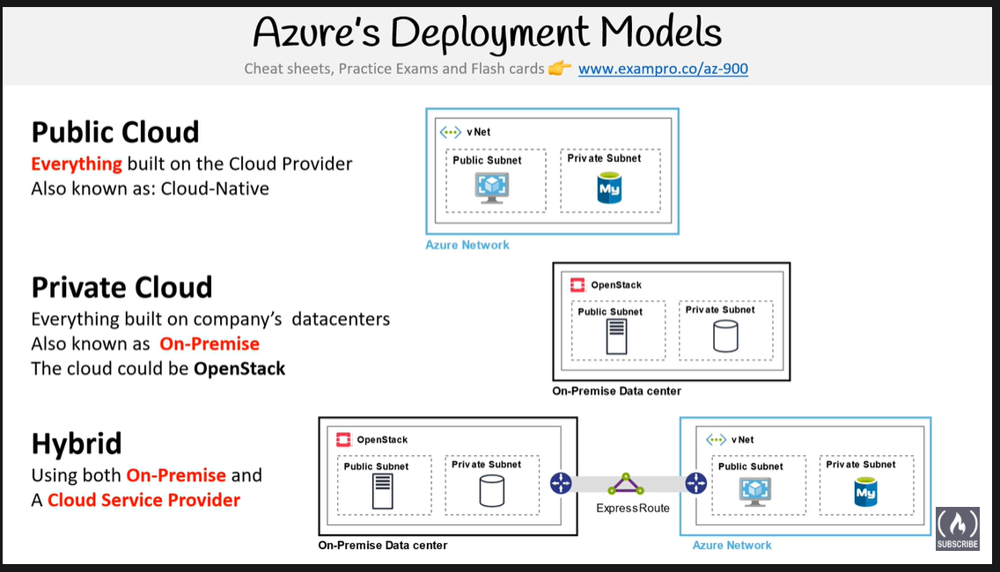 Azure's Deployment Models
Cheat sheets, Practice Exams and Flash cards 👉 www.exampro.co/az-900
Public Cloud
Everything built on the Cloud Provider
Also known as: Cloud-Native
vNet
Public Subnet
Private Subnet
My
Azure Network
Private Cloud
Everything built on company's datacenters
Also known as On-Premise
The cloud could be OpenStack
OpenStack
Public Subnet
Private Subnet
On-Premise Data center
Hybrid
Using both On-Premise and
A Cloud Service Provider
OpenStack
Public Subnet
Private Subnet
On-Premise Data center
ExpressRoute
vNet
Public Subnet
Private Subnet
My
Azure Network
SUBSCRIBE